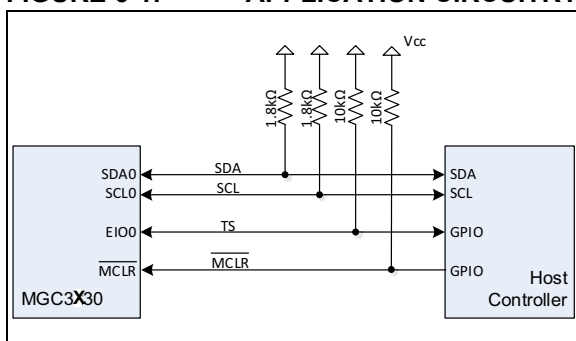 FIGURE 6-1: APPLICATION CIRCUITRY
Vcc
1.8kΩ
1.8kΩ
10kΩ
10kΩ
SDA0
SDA
SDA
SCL0
SCL
SCL
EIO0
TS
GPIO
MCLR
MCLR
GPIO
Host
Controller
MGC3X30